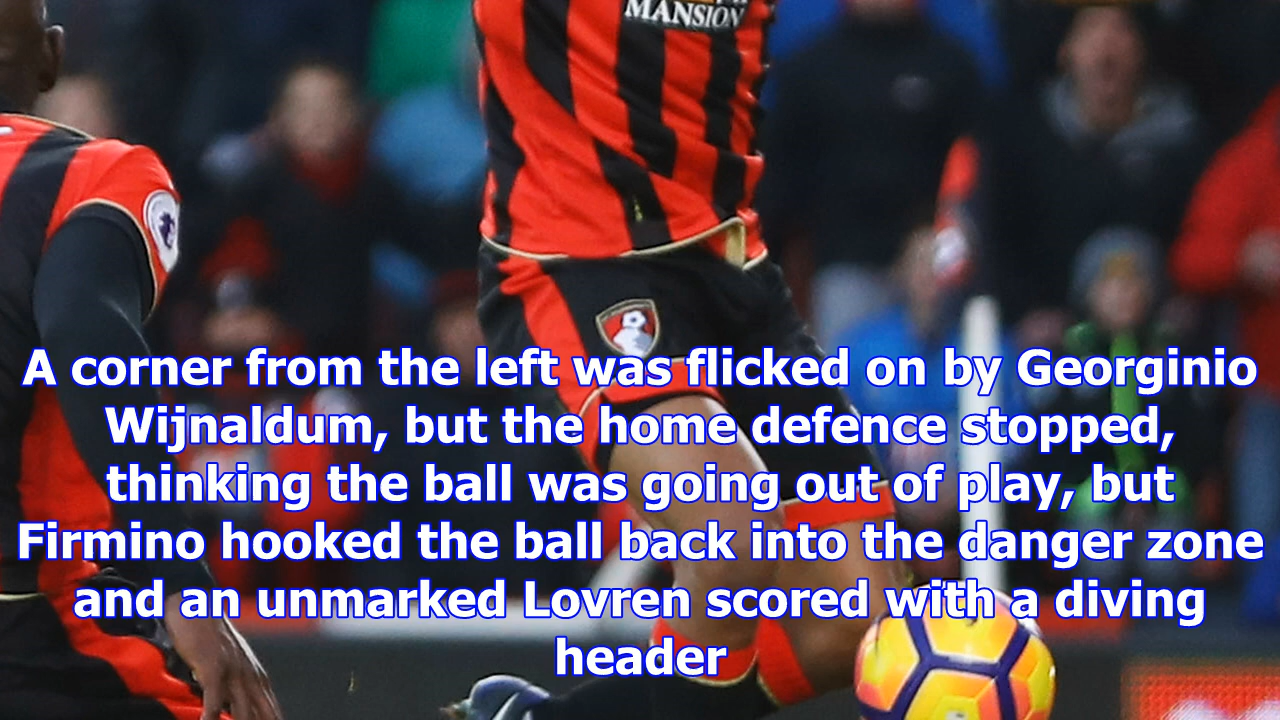 MANSION
A corner from the left was flicked on by Georginio
Wijnaldum, but the home defence stopped,
thinking the ball was going out of play, but
Firmino hooked the ball back into the danger zone
and an unmarked Lovren scored with a diving
header